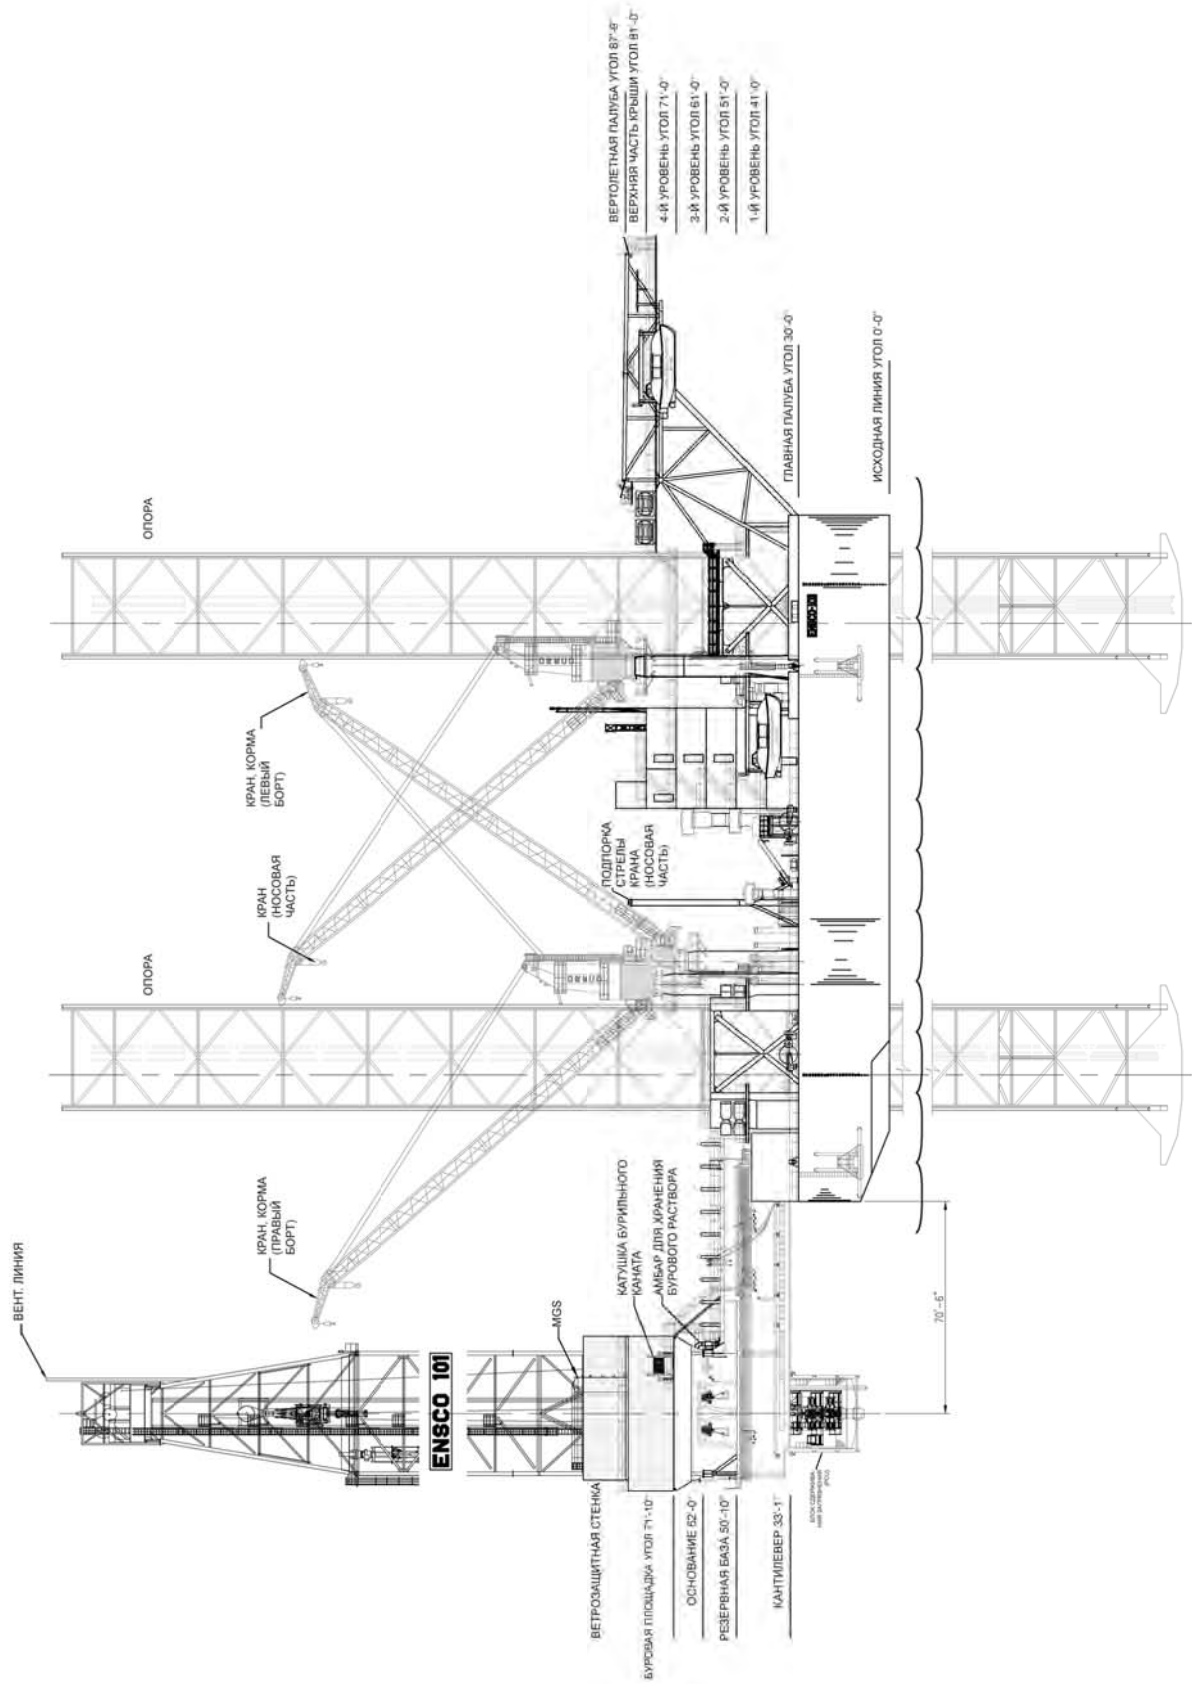 ВЕНТ. ЛИНИЯ
КРАН, КОРМА
(ПРАВЫЙ
БОРТ)
ОПОРА
КРАН
(НОСОВАЯ
ЧАСТЬ)
КРАН, КОРМА
(ЛЕВЫЙ
БОРТ)
ОПОРА
ENSCO 101
MGS
КАТУШКА БУРИЛЬНОГО
КАНАТА
АМБАР ДЛЯ ХРАНЕНИЯ
БУРОВОГО РАСТВОРА
ПОДПОРКА
СТРЕЛЫ
КРАНА
(НОСОВАЯ
ЧАСТЬ)
ВЕРТОЛЕТНАЯ ПАЛУБА УГОЛ 87'-8"
ВЕРХНЯЯ ЧАСТЬ КРЫШИ УГОЛ 81'-0"
4-Й УРОВЕНЬ УГОЛ 71'-0"
3-Й УРОВЕНЬ УГОЛ 61'-0"
2-Й УРОВЕНЬ УГОЛ 51'-0"
1-Й УРОВЕНЬ УГОЛ 41'-0"
ГЛАВНАЯ ПАЛУБА УГОЛ 30'-0"
ИСХОДНАЯ ЛИНИЯ УГОЛ 0'-0"
ВЕТРОЗАЩИТНАЯ СТЕНКА
БУРОВАЯ ПЛОЩАДКА УГОЛ 71'-10"
ОСНОВАНИЕ 62'-0"
РЕЗЕРВНАЯ БАЗА 50'-10"
КАНТИЛЕВЕР 33'-1"
70'-6"